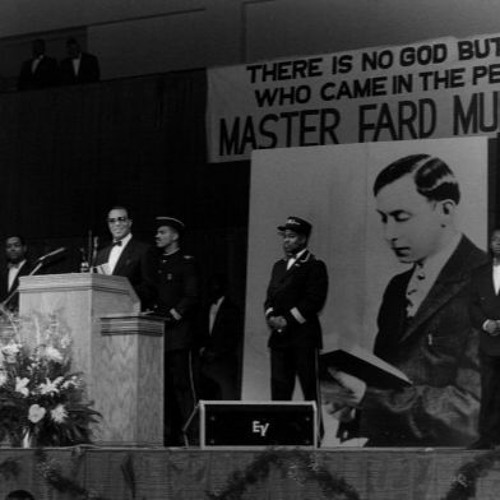 THERE IS NO GOD BUT
WHO CAME IN THE PE
MASTER FARD MU
EV